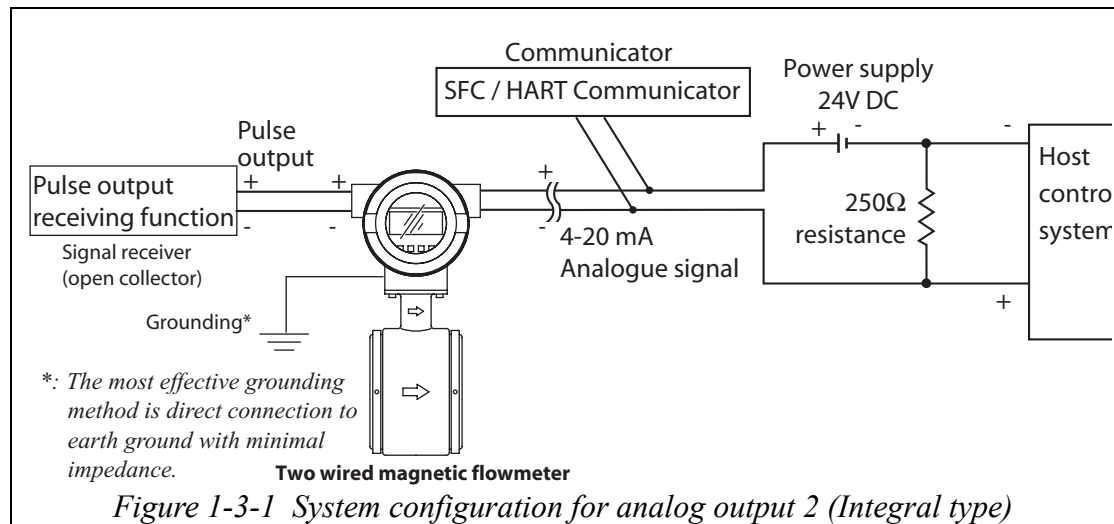 Communicator
SFC / HART Communicator
Power supply
24V DC
+ -
-
Pulse
output
+ +
- -
Pulse output
receiving function
Signal receiver
(open collector)
+
-
4-20 mA
Analogue signal
250Ω
resistance
Host
contro
system
+
Grounding*
*: The most effective grounding
method is direct connection to
earth ground with minimal
impedance.
Two wired magnetic flowmeter
Figure 1-3-1 System configuration for analog output 2 (Integral type)